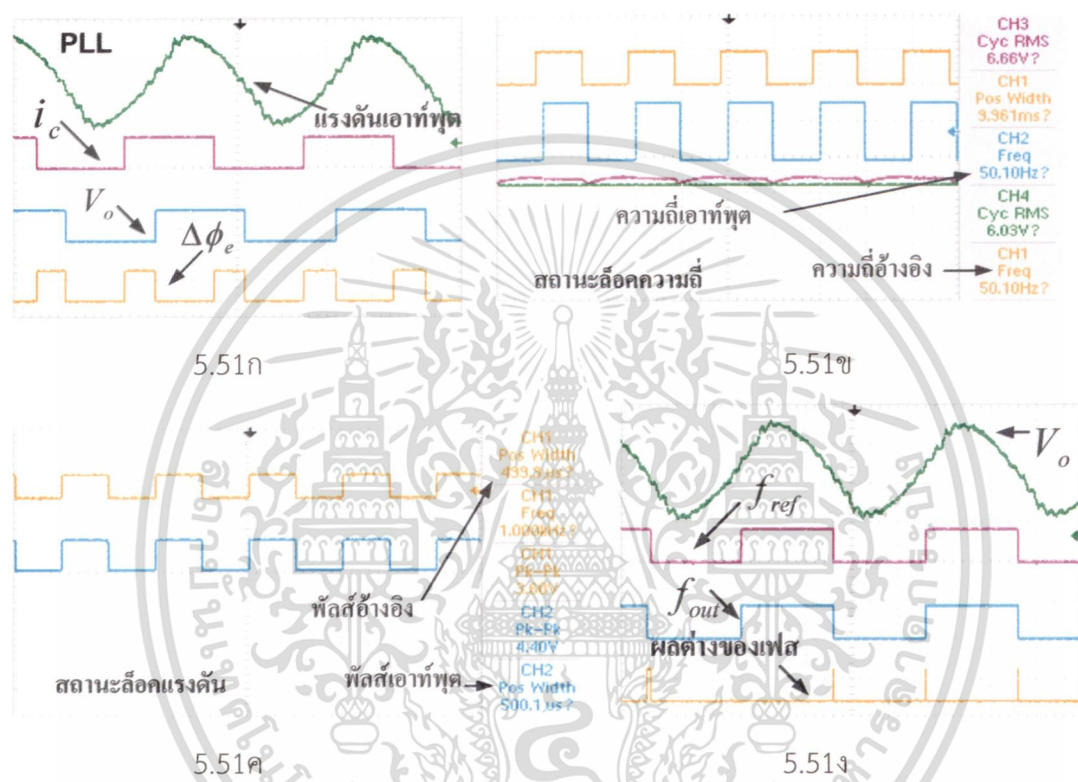 PLL
แรงดันเอาท์พุต
i_c
V_o
Δϕ_e
5.51ก
CH3
Cyc RMS
6.66V?
CH1
Pos Width
9.961ms?
CH2
Freq
50.10Hz?
CH4
Cyc RMS
6.03V?
CH1
Freq
50.10Hz?
ความถี่เอาท์พุต
ความถี่อ้างอิง
สถานะล็อคความถี่
5.51ข
CH1
Pos Width
499.8us?
CH1
Freq
1.000kHz?
CH1
Pk-Pk
CH2
Pk-Pk
4.40V
CH2
Pos Width
500.1us?
พัลส์อ้างอิง
พัลส์เอาท์พุต
สถานะล็อคแรงดัน
5.51ค
V_o
f_ref
f_out
ผลต่างของเฟส
5.51ง